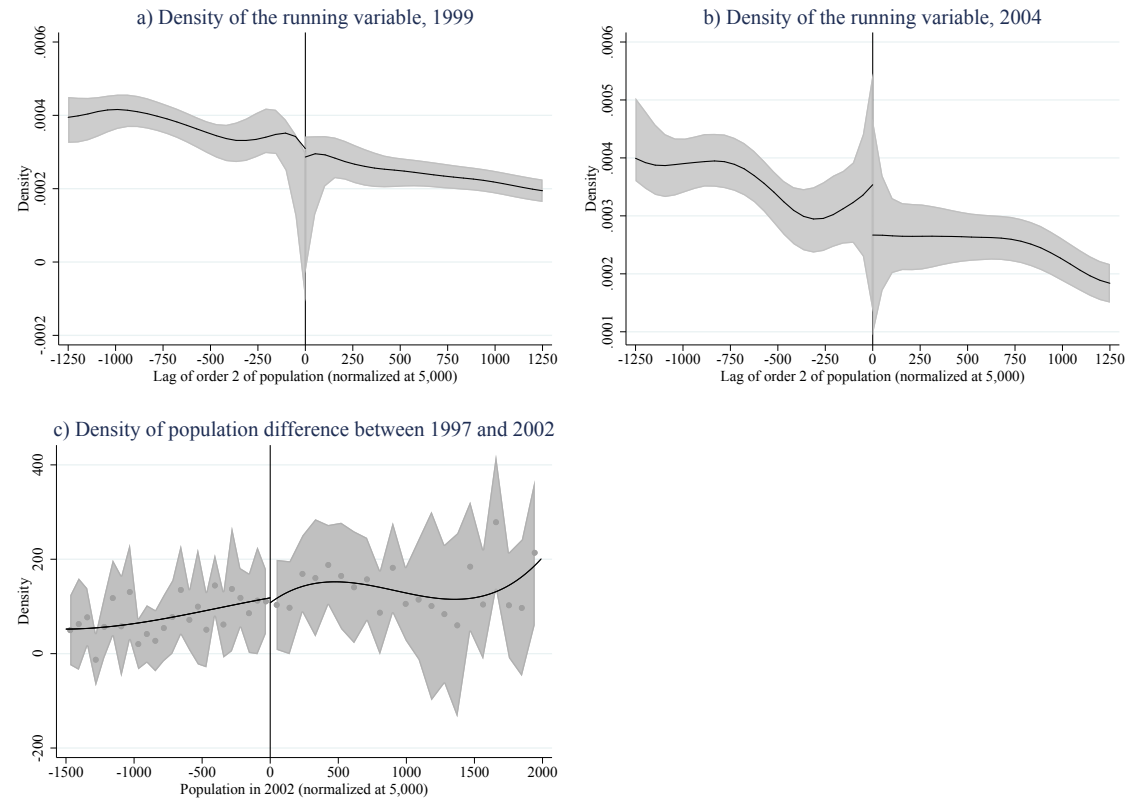 a) Density of the running variable, 1999
Density
.0006
.0004
.0002
0
-.0002
-1250 -1000 -750 -500 -250 0 250 500 750 1000 1250
Lag of order 2 of population (normalized at 5,000)
b) Density of the running variable, 2004
Density
.0006
.0005
.0004
.0003
.0002
.0001
-1250 -1000 -750 -500 -250 0 250 500 750 1000 1250
Lag of order 2 of population (normalized at 5,000)
c) Density of population difference between 1997 and 2002
Density
400
200
0
-200
-1500 -1000 -500 0 500 1000 1500 2000
Population in 2002 (normalized at 5,000)